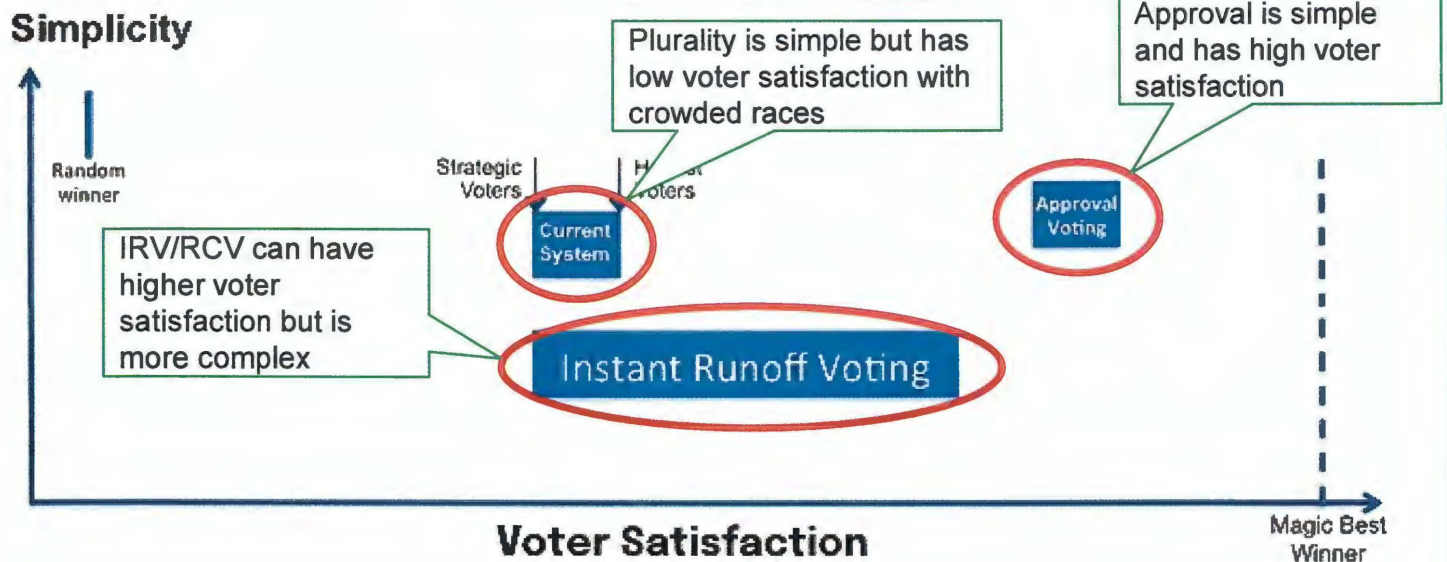 Simplicity
Plurality is simple but has
low voter satisfaction with
crowded races
Approval is simple
and has high voter
satisfaction
Random
winner
Strategic
Voters
Voters
Current
System
Approval
Voting
IRV/RCV can have
higher voter
satisfaction but is
more complex
Instant Runoff Voting
Voter Satisfaction
Magic Best
Winner